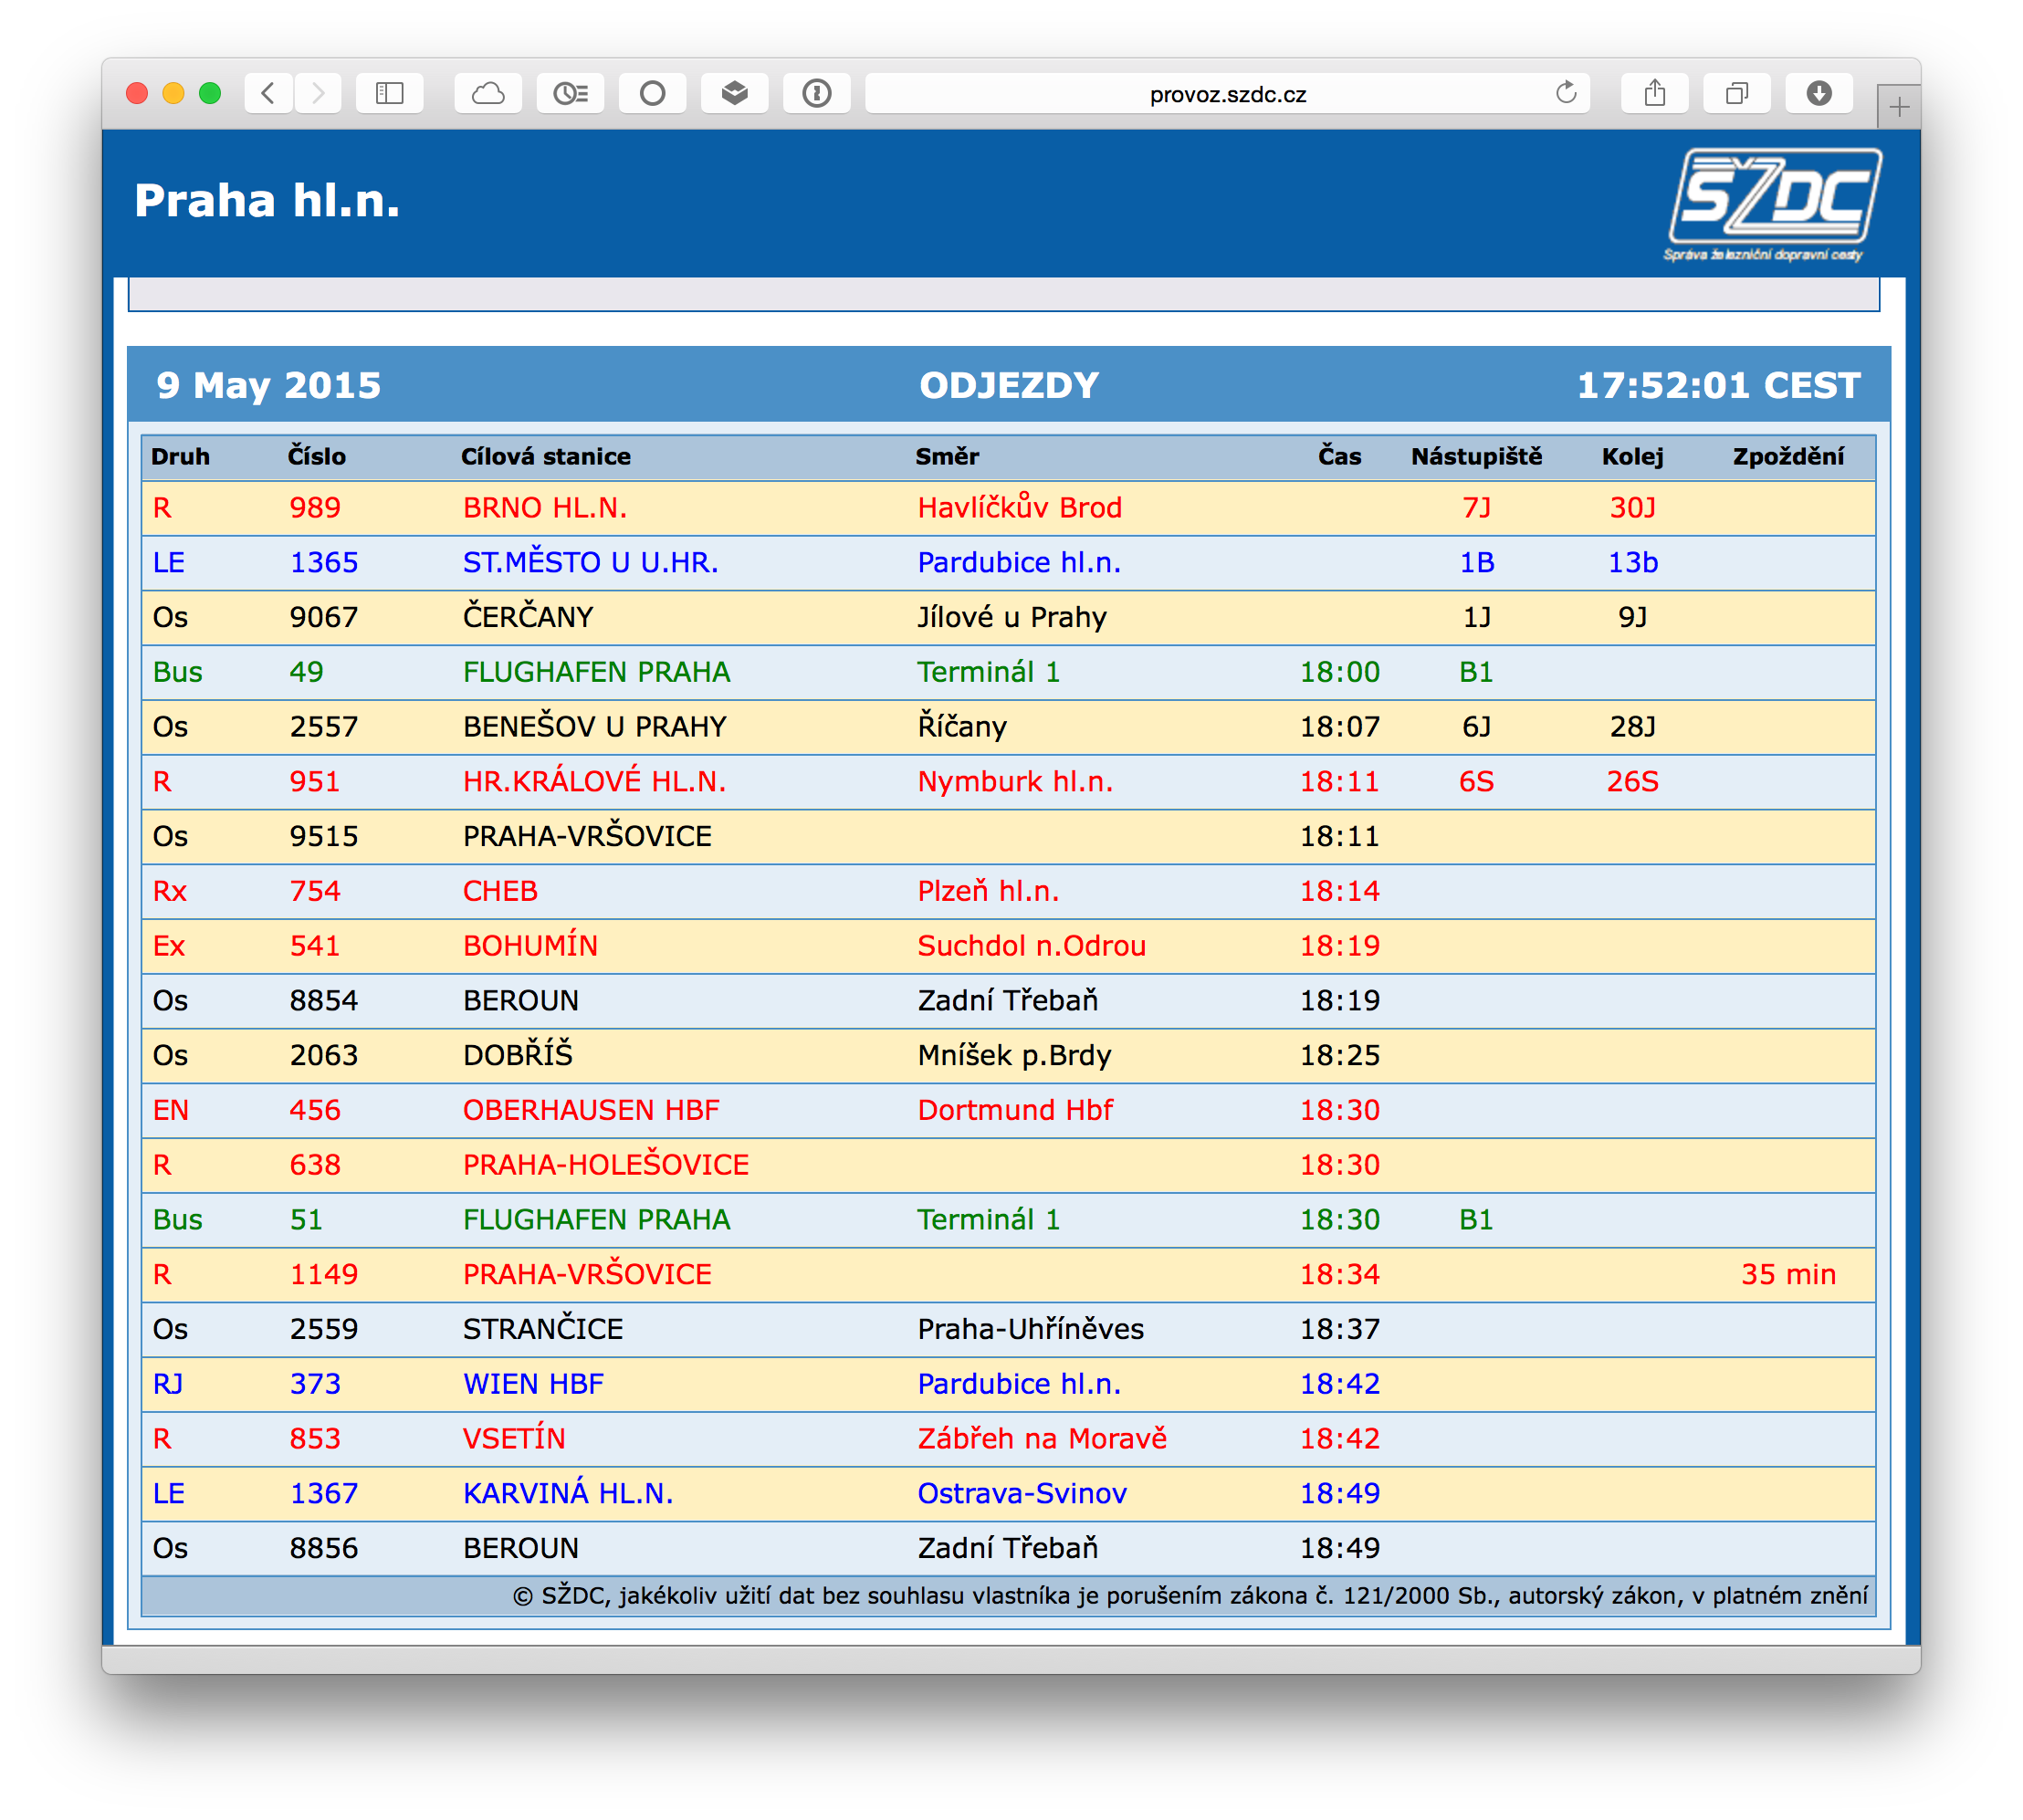 provoz.szdc.cz
Praha hl.n.
SŽDC
Správa železniční dopravní cesty
9 May 2015 ODJEZDY 17:52:01 CEST
Druh Číslo Cílová stanice Směr Čas Nástupiště Kolej Zpoždění
R 989 BRNO HL.N. Havlíčkův Brod 7J 30J
LE 1365 ST.MĚSTO U U.HR. Pardubice hl.n. 1B 13b
Os 9067 ČERČANY Jílové u Prahy 1J 9J
Bus 49 FLUGHAFEN PRAHA Terminál 1 18:00 B1
Os 2557 BENEŠOV U PRAHY Říčany 18:07 6J 28J
R 951 HR.KRÁLOVÉ HL.N. Nymburk hl.n. 18:11 6S 26S
Os 9515 PRAHA-VRŠOVICE 18:11
Rx 754 CHEB Plzeň hl.n. 18:14
Ex 541 BOHUMÍN Suchdol n.Odrou 18:19
Os 8854 BEROUN Zadní Třebaň 18:19
Os 2063 DOBŘÍŠ Mníšek p.Brdy 18:25
EN 456 OBERHAUSEN HBF Dortmund Hbf 18:30
R 638 PRAHA-HOLEŠOVICE 18:30
Bus 51 FLUGHAFEN PRAHA Terminál 1 18:30 B1
R 1149 PRAHA-VRŠOVICE 18:34 35 min
Os 2559 STRANČICE Praha-Uhříněves 18:37
RJ 373 WIEN HBF Pardubice hl.n. 18:42
R 853 VSETÍN Zábřeh na Moravě 18:42
LE 1367 KARVINÁ HL.N. Ostrava-Svinov 18:49
Os 8856 BEROUN Zadní Třebaň 18:49
© SŽDC, jakékoliv užití dat bez souhlasu vlastníka je porušením zákona č. 121/2000 Sb., autorský zákon, v platném znění